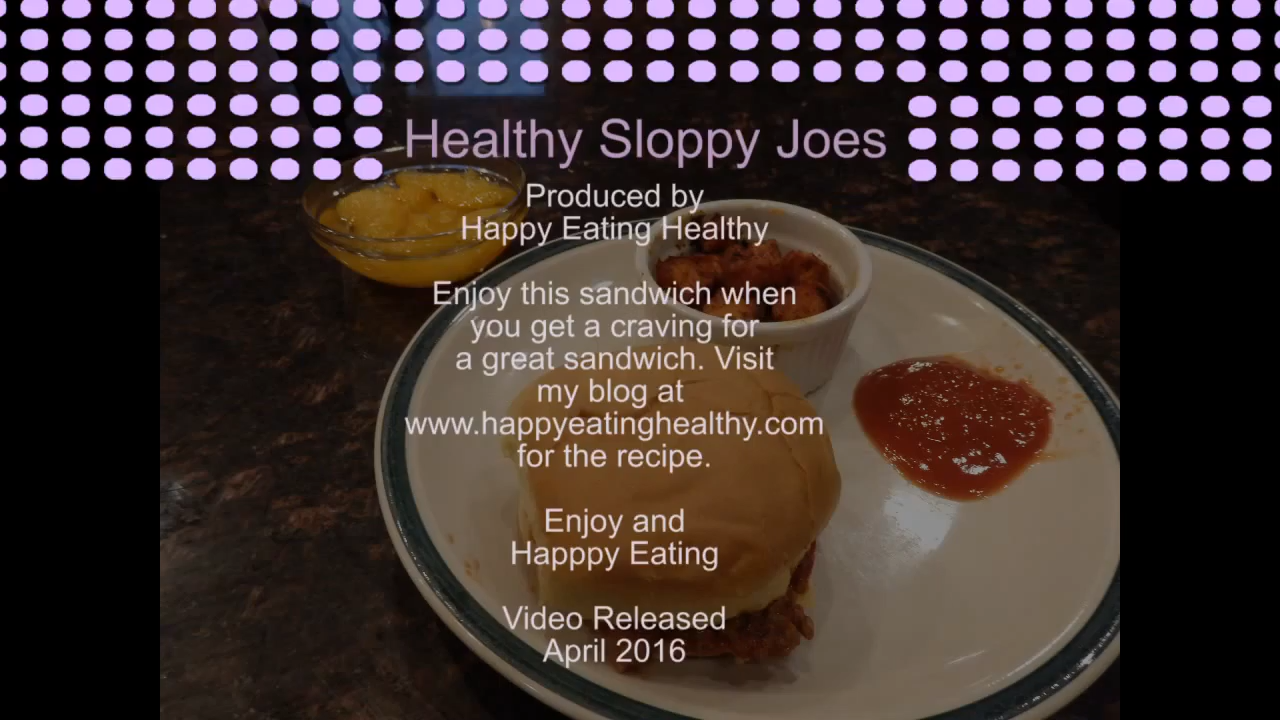 Healthy Sloppy Joes
Produced by
Happy Eating Healthy
Enjoy this sandwich when
you get a craving for
a great sandwich. Visit
my blog at
www.happyeatinghealthy.com
for the recipe.
Enjoy and
Happpy Eating
Video Released
April 2016